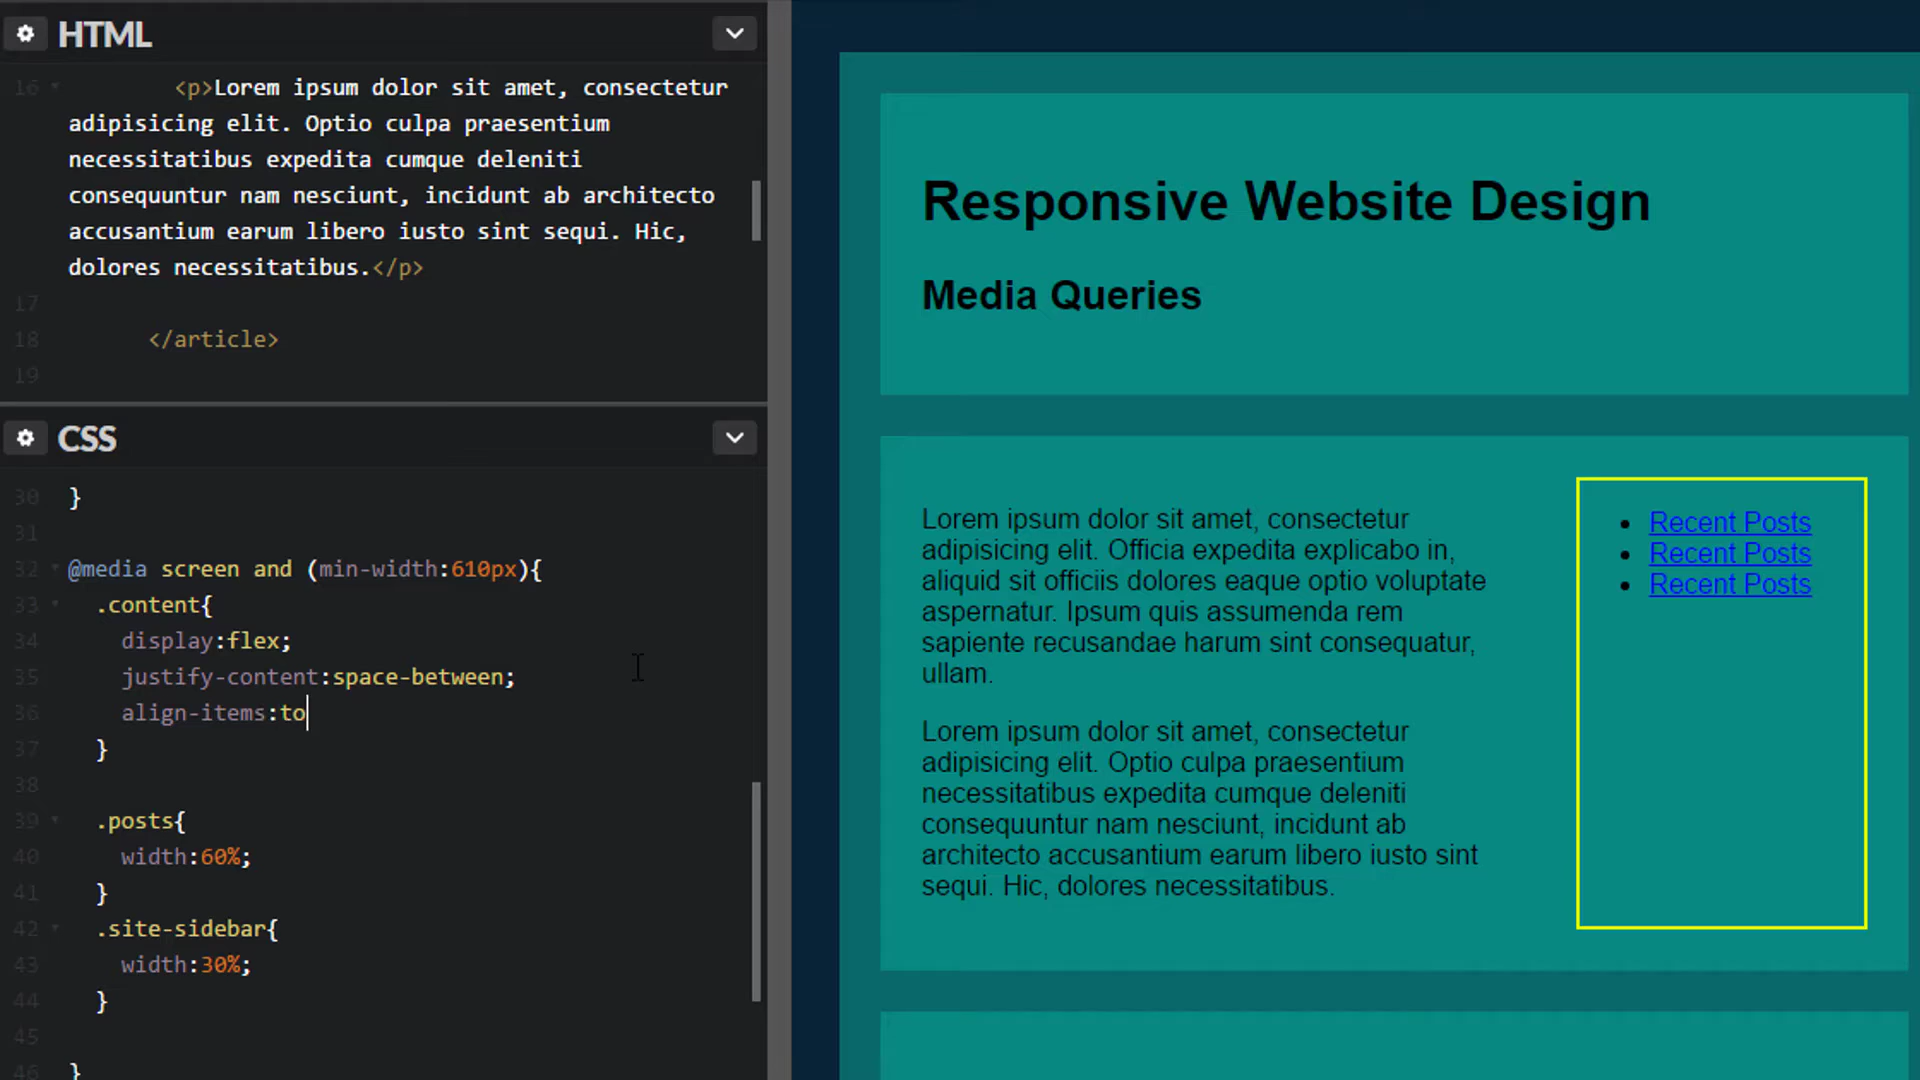 HTML
16 <p>Lorem ipsum dolor sit amet, consectetur
adipisicing elit. Optio culpa praesentium
necessitatibus expedita cumque deleniti
consequuntur nam nesciunt, incidunt ab architecto
accusantium earum libero iusto sint sequi. Hic,
dolores necessitatibus.</p>
17
18 </article>
19
CSS
30 }
31
32 @media screen and (min-width:610px){
33 .content{
34 display:flex;
35 justify-content:space-between;
36 align-items:to
37 }
38
39 .posts{
40 width:60%;
41 }
42 .site-sidebar{
43 width:30%;
44 }
45
46 }
Responsive Website Design
Media Queries
Lorem ipsum dolor sit amet, consectetur
adipisicing elit. Officia expedita explicabo in,
aliquid sit officiis dolores eaque optio voluptate
aspernatur. Ipsum quis assumenda rem
sapiente recusandae harum sint consequatur,
ullam.
Lorem ipsum dolor sit amet, consectetur
adipisicing elit. Optio culpa praesentium
necessitatibus expedita cumque deleniti
consequuntur nam nesciunt, incidunt ab
architecto accusantium earum libero iusto sint
sequi. Hic, dolores necessitatibus.
Recent Posts
Recent Posts
Recent Posts